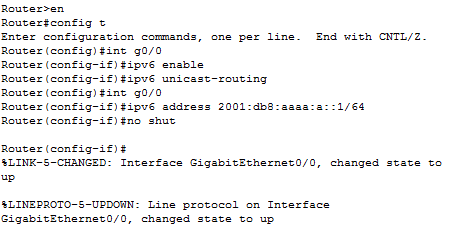 Router>en
Router#config t
Enter configuration commands, one per line.  End with CNTL/Z.
Router(config)#int g0/0
Router(config-if)#ipv6 enable
Router(config-if)#ipv6 unicast-routing
Router(config)#int g0/0
Router(config-if)#ipv6 address 2001:db8:aaaa:a::1/64
Router(config-if)#no shut

Router(config-if)#
%LINK-5-CHANGED: Interface GigabitEthernet0/0, changed state to
up

%LINEPROTO-5-UPDOWN: Line protocol on Interface
GigabitEthernet0/0, changed state to up